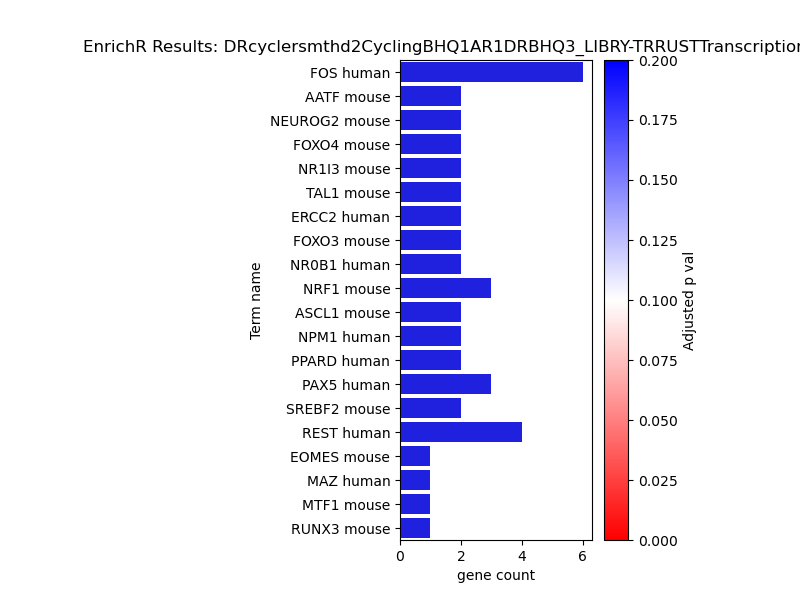 EnrichR Results: DRcyclersmthd2CyclingBHQ1AR1DRBHQ3_LIBRY-TRRUSTTranscription
FOS human
AATF mouse
NEUROG2 mouse
FOXO4 mouse
NR1I3 mouse
TAL1 mouse
ERCC2 human
FOXO3 mouse
NR0B1 human
NRF1 mouse
ASCL1 mouse
NPM1 human
PPARD human
PAX5 human
SREBF2 mouse
REST human
EOMES mouse
MAZ human
MTF1 mouse
RUNX3 mouse
Term name
0 2 4 6
gene count
0.200
0.175
0.150
0.125
0.100
0.075
0.050
0.025
0.000
Adjusted p val